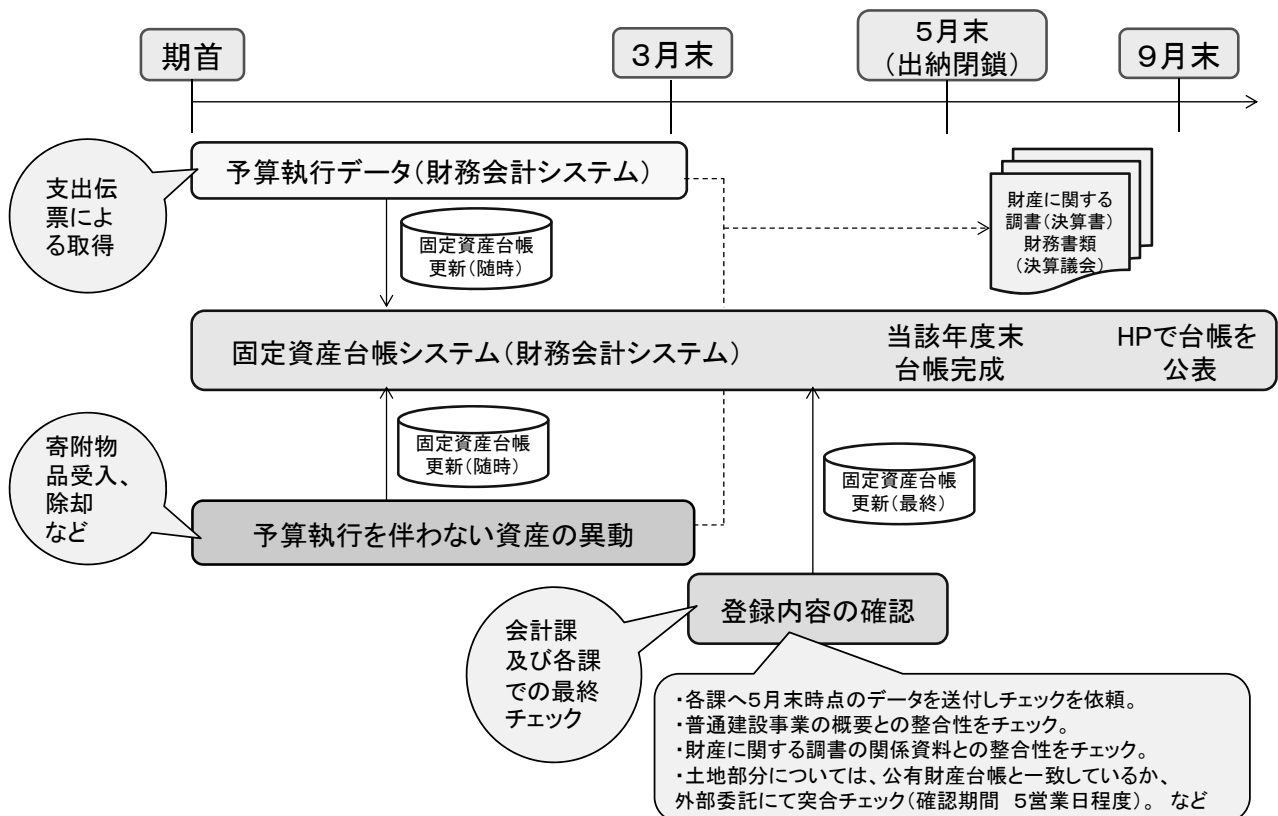 期首
3月末
5月末
(出納閉鎖)
9月末
支出伝
票によ
る取得
予算執行データ(財務会計システム)
固定資産台帳
更新(随時)
財産に関する
調書(決算書)
財務書類
(決算議会)
固定資産台帳システム(財務会計システム)
当該年度末
台帳完成
HPで台帳を
公表
寄附物
品受入、
除却
など
固定資産台帳
更新(随時)
固定資産台帳
更新(最終)
予算執行を伴わない資産の異動
会計課
及び各課
での最終
チェック
登録内容の確認
・各課へ5月末時点のデータを送付しチェックを依頼。
・普通建設事業の概要との整合性をチェック。
・財産に関する調書の関係資料との整合性をチェック。
・土地部分については、公有財産台帳と一致しているか、
外部委託にて突合チェック(確認期間 5営業日程度)。 など